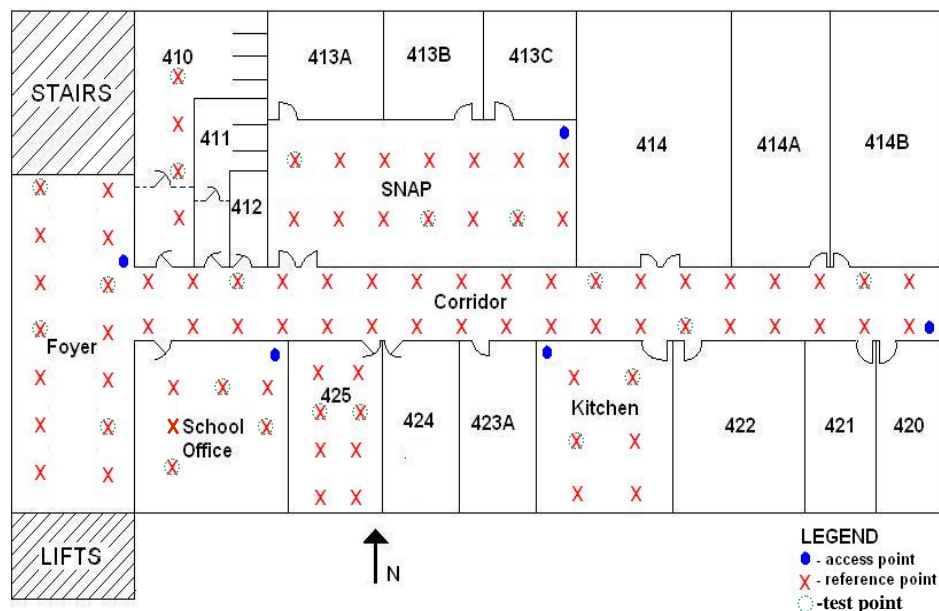 410
413A
413B
413C
STAIRS
411
414
414A
414B
SNAP
412
Corridor
Foyer
425
School
Office
424
423A
Kitchen
422
421
420
LIFTS
N
LEGEND
- access point
- reference point
-test point